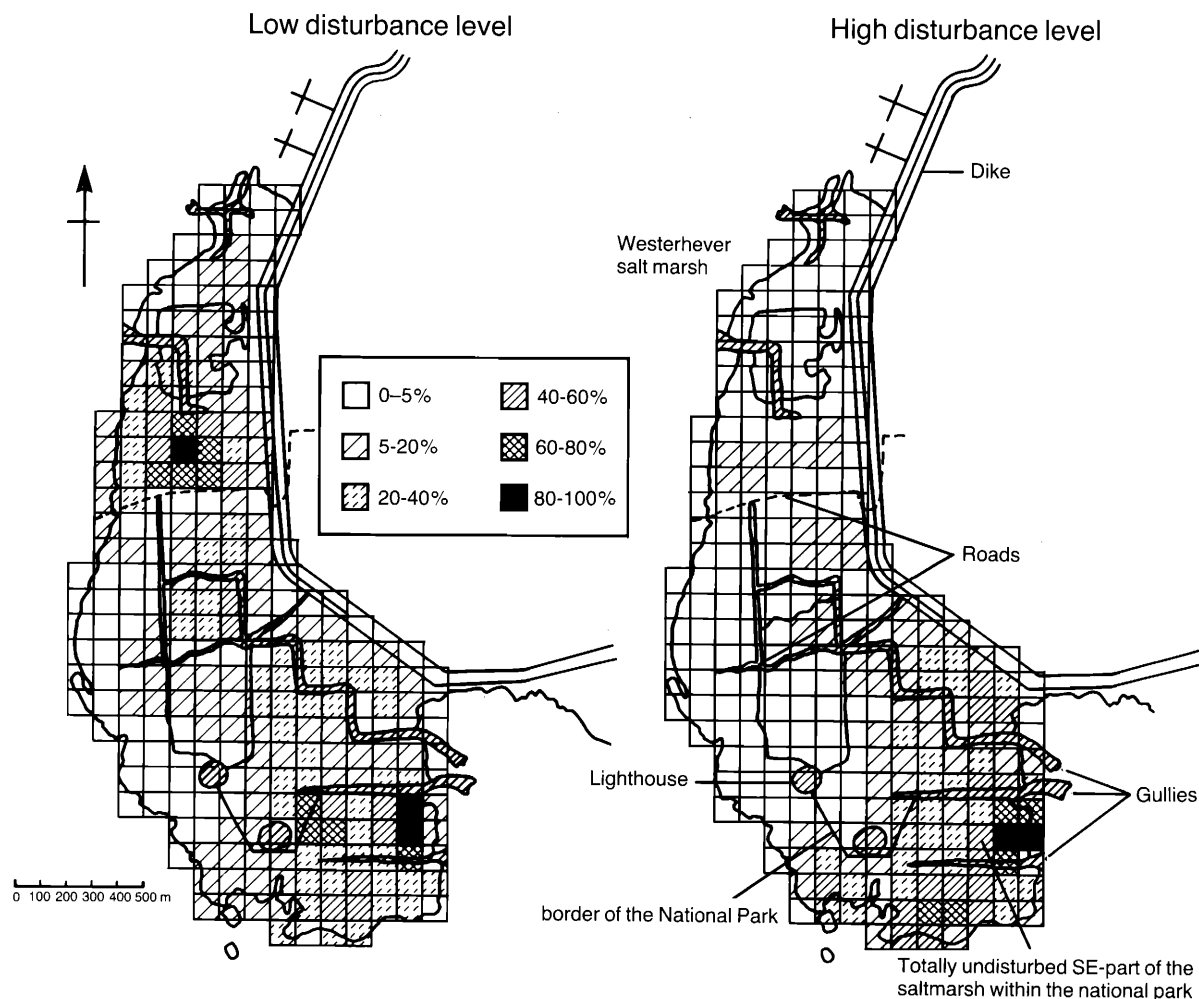 Low disturbance level
High disturbance level
Dike
Westerhever
salt marsh
0–5%
40-60%
5-20%
60-80%
20-40%
80-100%
Roads
Lighthouse
Gullies
0 100 200 300 400 500 m
border of the National Park
Totally undisturbed SE-part of the
saltmarsh within the national park